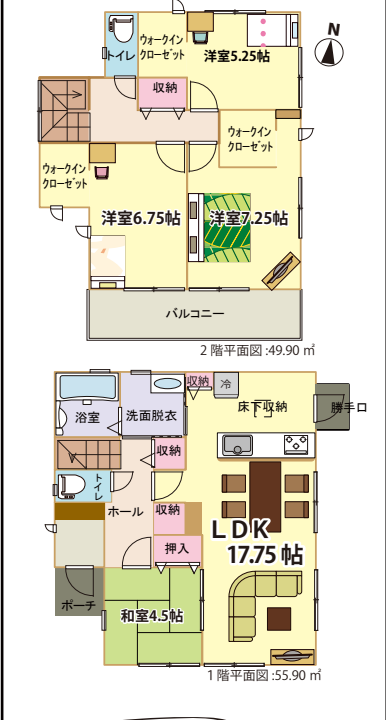 N
ウォークイン
クローゼット
トイレ
洋室5.25帖
収納
ウォークイン
クローゼット
ウォークイン
クローゼット
洋室6.75帖
洋室7.25帖
バルコニー
2階平面図:49.90㎡
収納
冷
床下収納
勝手口
浴室
洗面脱衣
収納
トイレ
ホール
収納
LDK
17.75帖
押入
ポーチ
和室4.5帖
1階平面図:55.90㎡